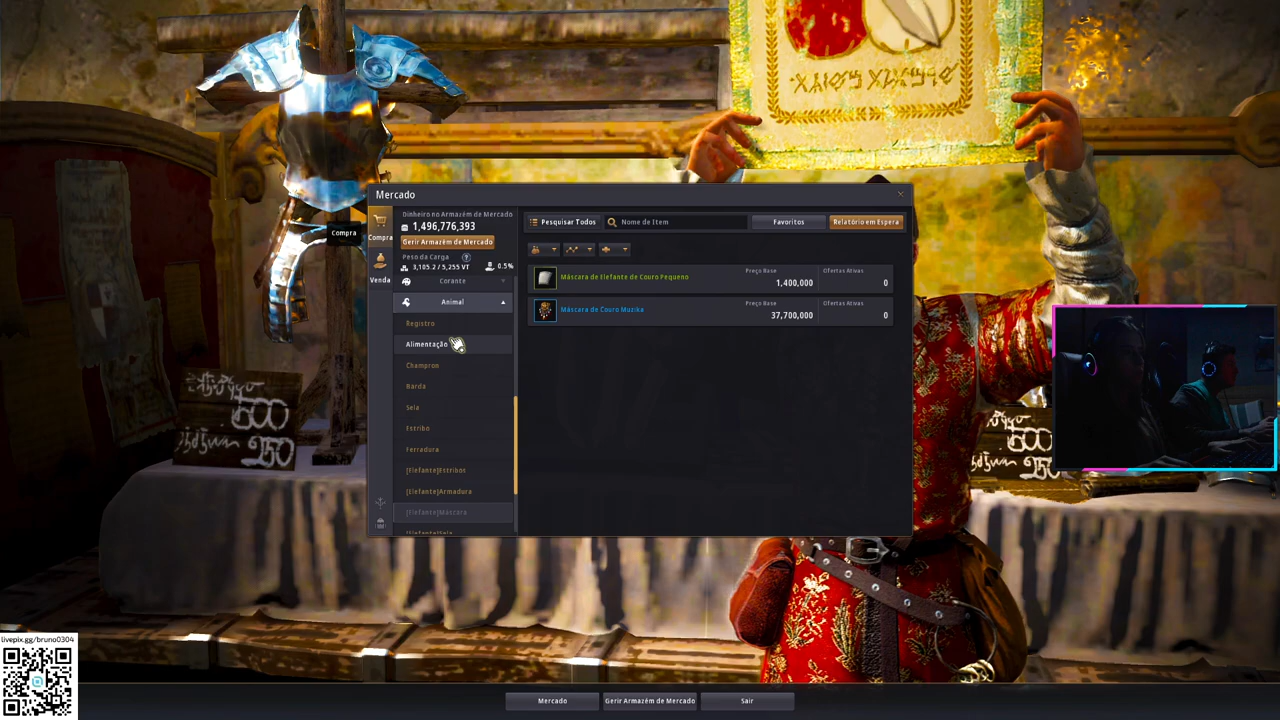 Mercado
Dinheiro no Armazém de Mercado
1,496,776,393
Gerir Armazém de Mercado
Peso da Carga
3,105.2 / 5,255 VT
0.5%
Compra
Compra
Venda
Corante
Animal
Registro
Alimentação
Champron
Barda
Sela
Estribo
Ferradura
[Elefante]Estribos
[Elefante]Armadura
[Elefante]Máscara
[Elefante]Sela
Pesquisar Todos
Nome de Item
Favoritos
Relatório em Espera
Máscara de Elefante de Couro Pequeno
Preço Base
1,400,000
Ofertas Ativas
0
Máscara de Couro Muzika
Preço Base
37,700,000
Ofertas Ativas
0
livepix.gg/bruno0304
Mercado
Gerir Armazém de Mercado
Sair